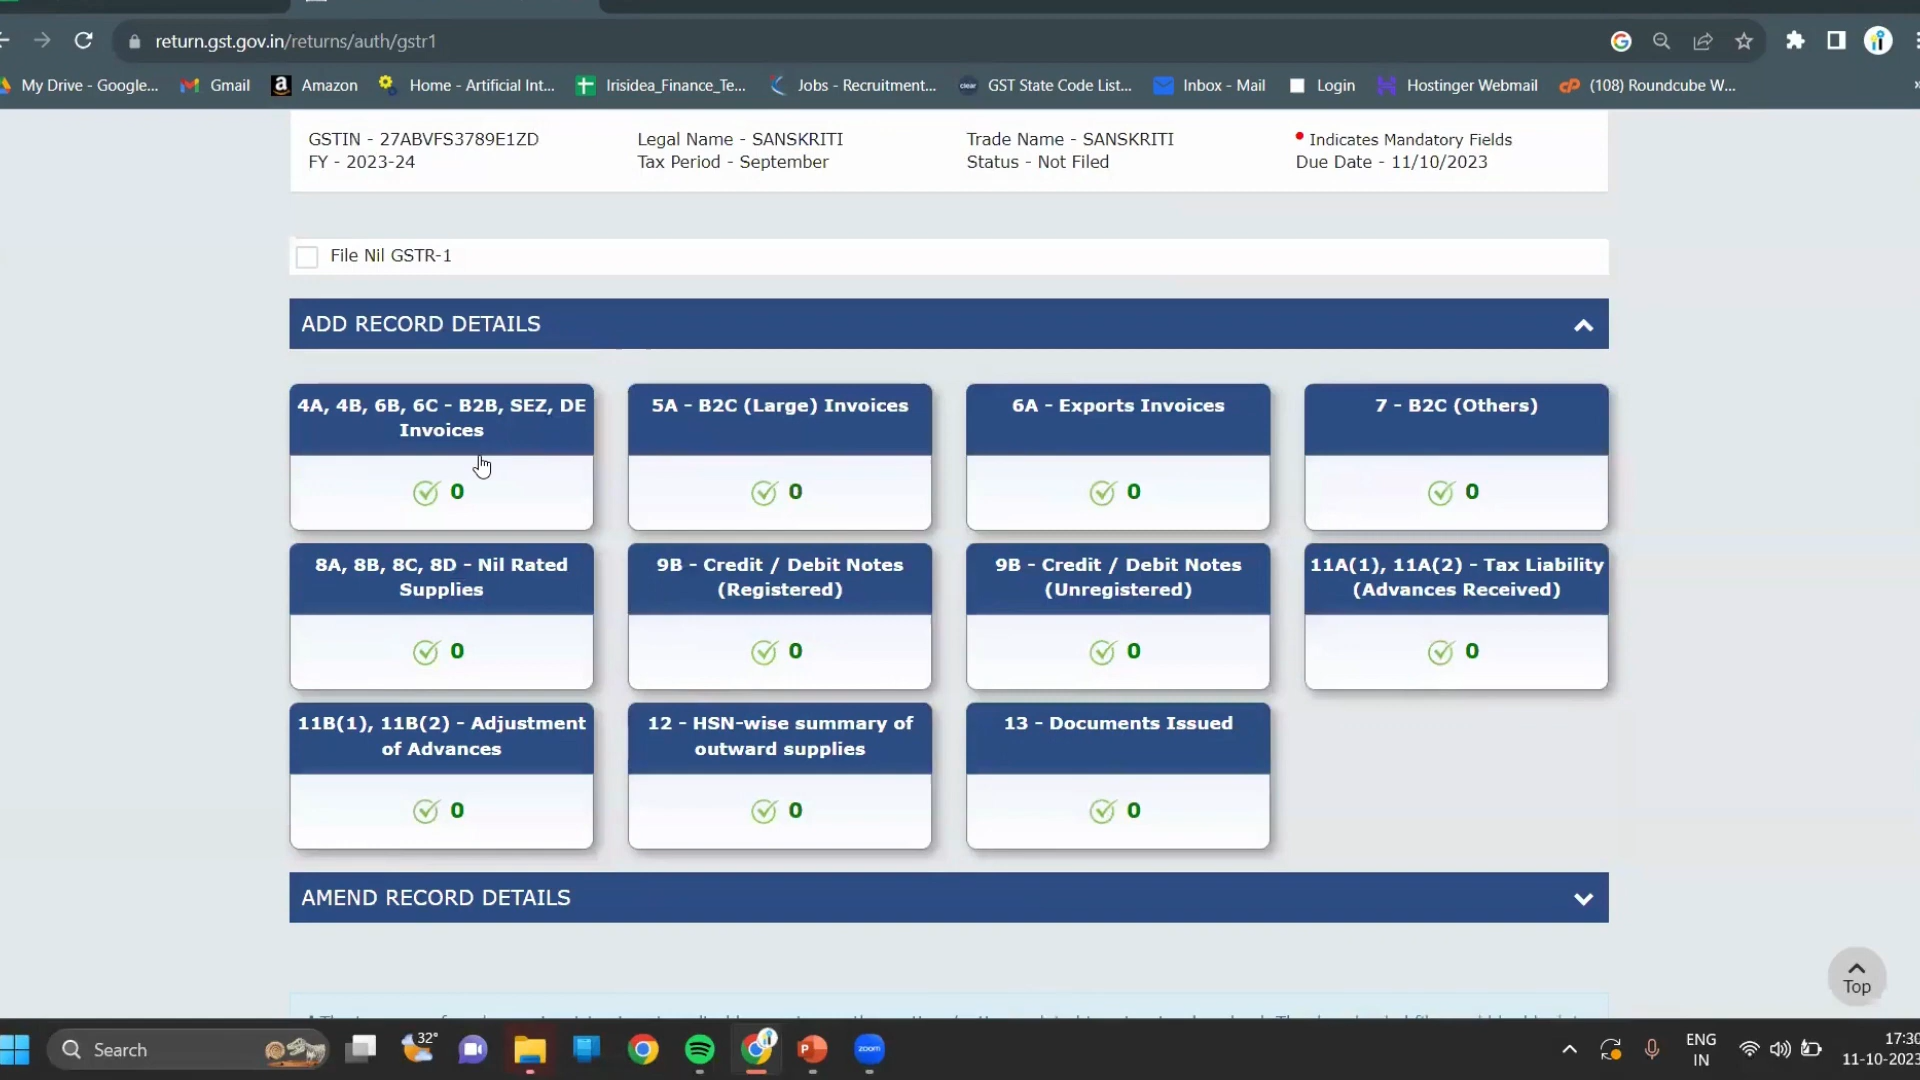 return.gst.gov.in/returns/auth/gstr1
My Drive - Google...
Gmail
Amazon
Home - Artificial Int...
Irisidea_Finance_Te...
Jobs - Recruitment...
GST State Code List...
Inbox - Mail
Login
Hostinger Webmail
(108) Roundcube W...
GSTIN - 27ABVFS3789E1ZD
Legal Name - SANSKRITI
Trade Name - SANSKRITI
• Indicates Mandatory Fields
FY - 2023-24
Tax Period - September
Status - Not Filed
Due Date - 11/10/2023
File Nil GSTR-1
ADD RECORD DETAILS
4A, 4B, 6B, 6C - B2B, SEZ, DE
Invoices
0
5A - B2C (Large) Invoices
0
6A - Exports Invoices
0
7 - B2C (Others)
0
8A, 8B, 8C, 8D - Nil Rated
Supplies
0
9B - Credit / Debit Notes
(Registered)
0
9B - Credit / Debit Notes
(Unregistered)
0
11A(1), 11A(2) - Tax Liability
(Advances Received)
0
11B(1), 11B(2) - Adjustment
of Advances
0
12 - HSN-wise summary of
outward supplies
0
13 - Documents Issued
0
AMEND RECORD DETAILS
Top
Search
32°
zoom
ENG
IN
17:30
11-10-2023